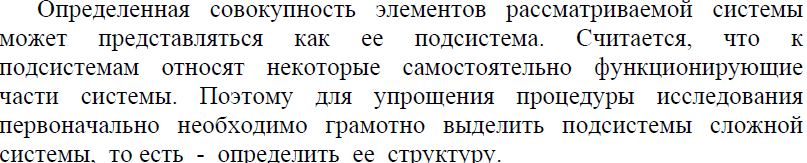 Определенная совокупность элементов рассматриваемой системы
может представляться как ее подсистема. Считается, что к
подсистемам относят некоторые самостоятельно функционирующие
части системы. Поэтому для упрощения процедуры исследования
первоначально необходимо грамотно выделить подсистемы сложной
системы, то есть - определить ее структуру.